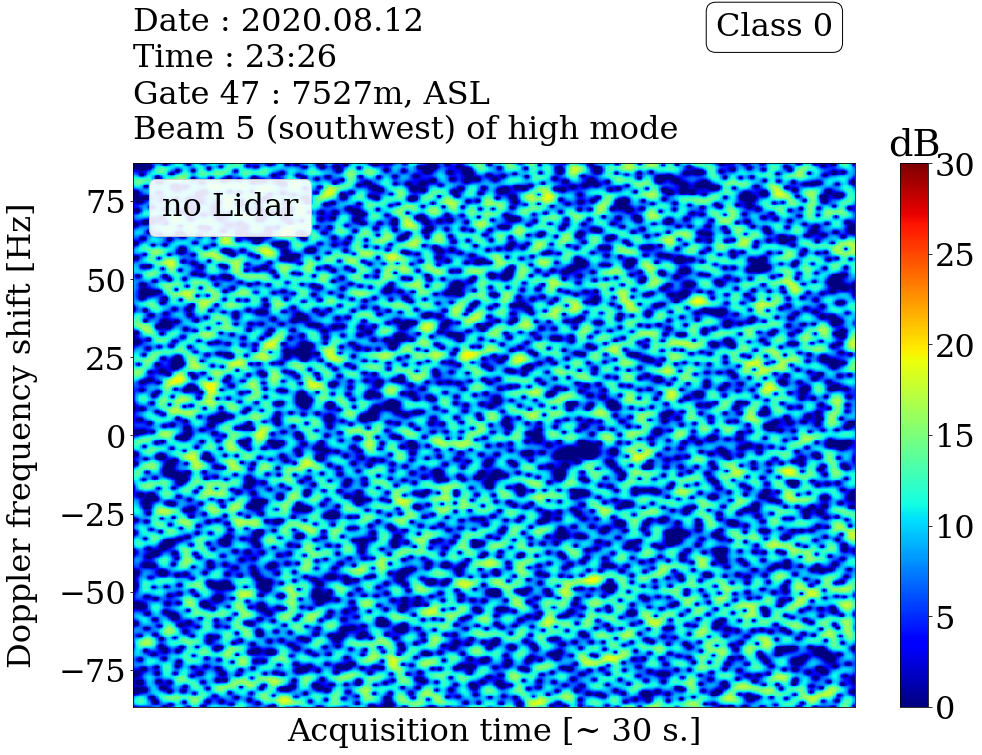 Date : 2020.08.12
Time : 23:26
Gate 47 : 7527m, ASL
Beam 5 (southwest) of high mode
Class 0
dB
no Lidar
Doppler frequency shift [Hz]
75
50
25
0
−25
−50
−75
Acquisition time [~ 30 s.]
30
25
20
15
10
5
0